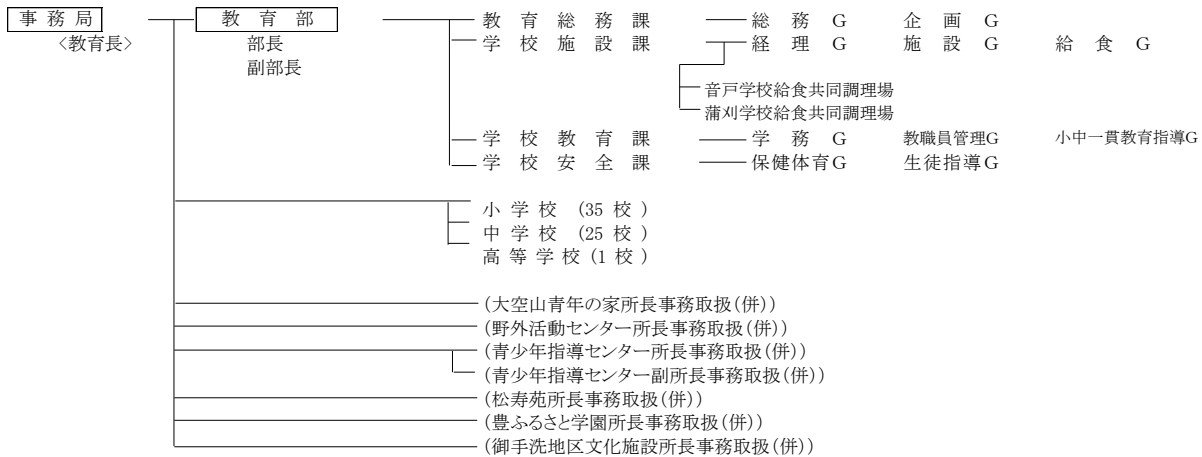 事務局 教育部 教育総務課 総務G 企画G
<教育長> 部長 学校施設課 経理G 施設G 給食G
副部長
音戸学校給食共同調理場
蒲刈学校給食共同調理場
学校教育課 学務G 教職員管理G 小中一貫教育指導G
学校安全課 保健体育G 生徒指導G
小学校 (35 校)
中学校 (25 校)
高等学校 (1 校)
(大空山青年の家所長事務取扱(併))
(野外活動センター所長事務取扱(併))
(青少年指導センター所長事務取扱(併))
(青少年指導センター副所長事務取扱(併))
(松寿苑所長事務取扱(併))
(豊ふるさと学園所長事務取扱(併))
(御手洗地区文化施設所長事務取扱(併))